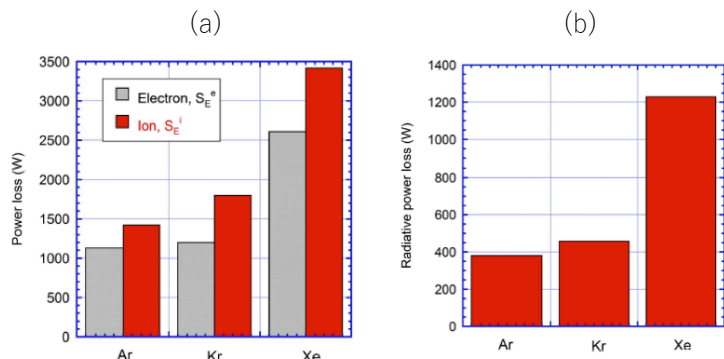 (a)
Power loss (W)
3500
3000
2500
2000
1500
1000
500
0
Electron, S_E^e
Ion, S_E^i
Ar Kr Xe
(b)
Radiative power loss (W)
1400
1200
1000
800
600
400
200
0
Ar Kr Xe